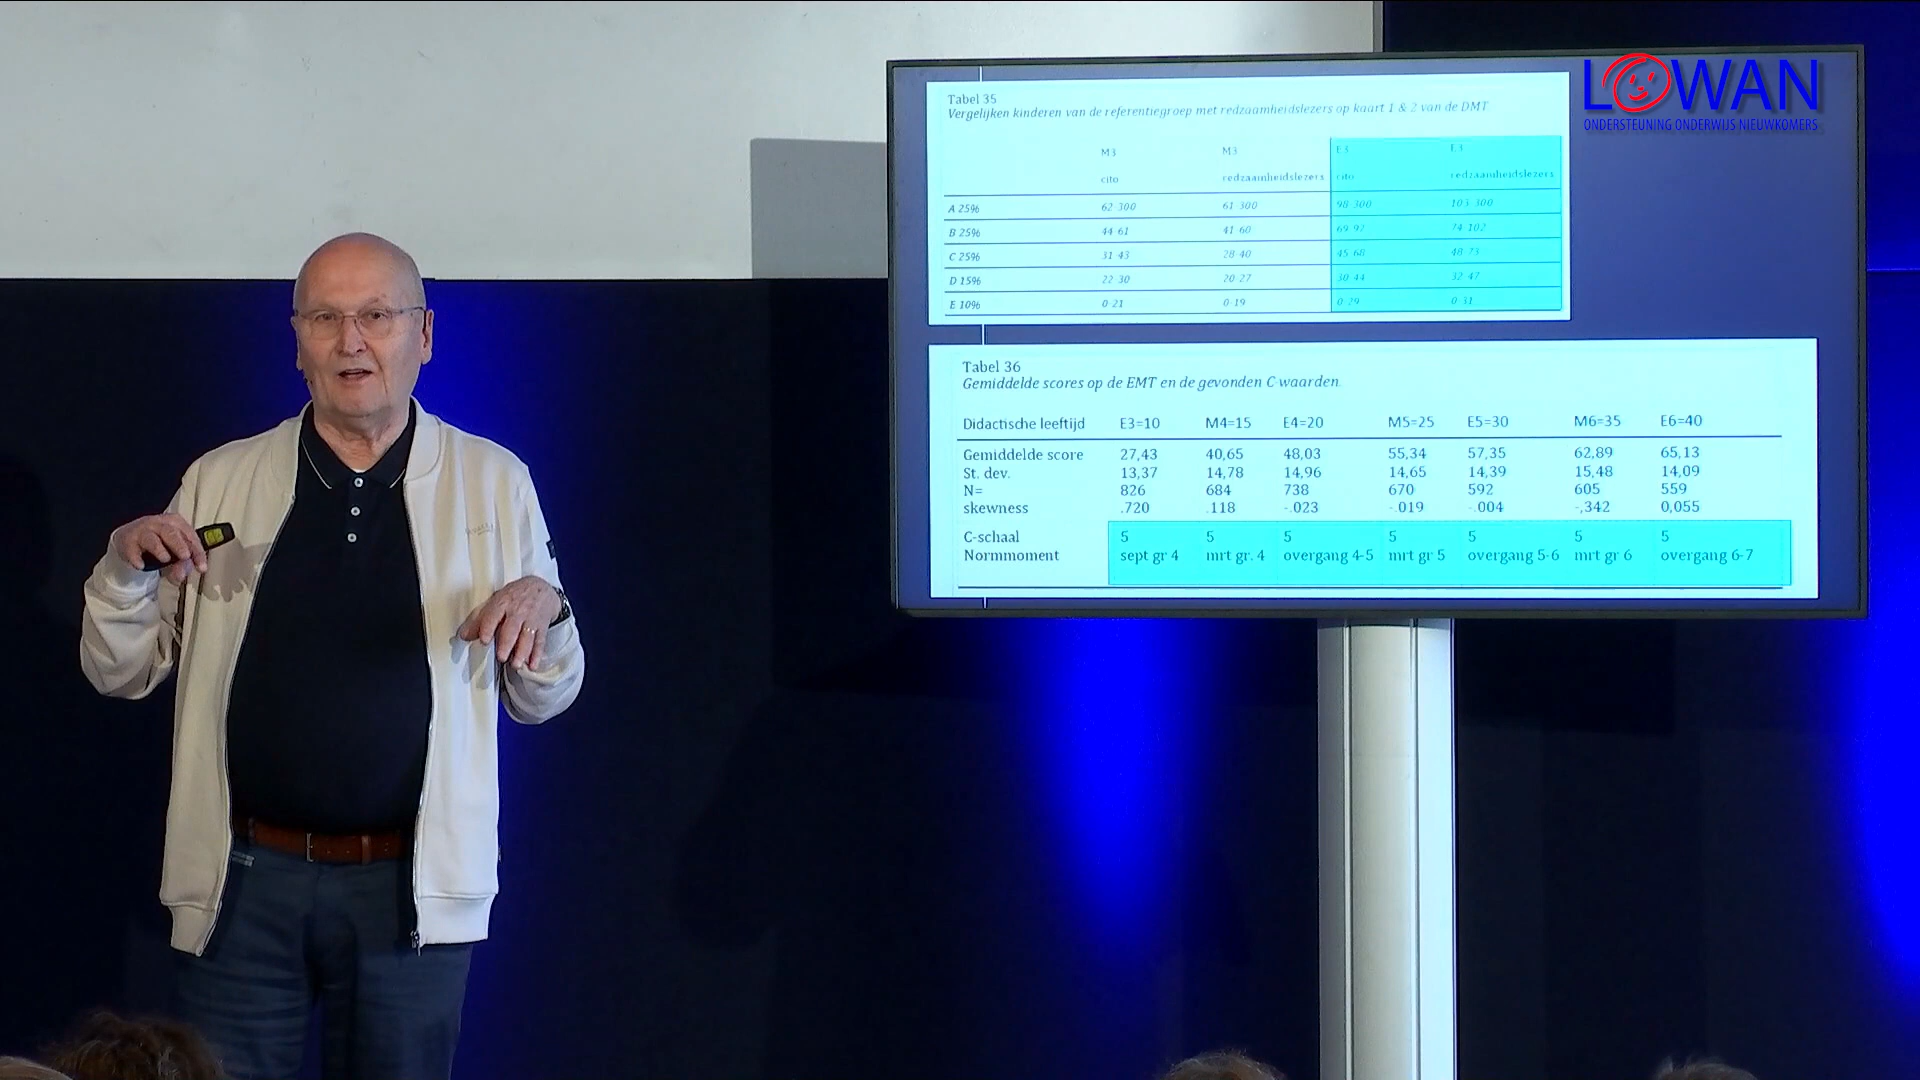 LOWAN
ONDERSTEUNING ONDERWIJS NIEUWKOMERS
Tabel 35
Vergelijken kinderen van de referentiegroep met redzaamheidslezers op kaart 1 & 2 van de DMT
M3 M3 E3 E3
cito redzaamheidslezers cito redzaamheidslezers
A 25% 62-300 61-300 98-300 103-300
B 25% 44-61 41-60 69-97 74-102
C 25% 31-43 28-40 45-68 48-73
D 15% 22-30 20-27 30-44 32-47
E 10% 0-21 0-19 0-29 0-31
Tabel 36
Gemiddelde scores op de EMT en de gevonden C-waarden.
Didactische leeftijd E3=10 M4=15 E4=20 M5=25 E5=30 M6=35 E6=40
Gemiddelde score 27,43 40,65 48,03 55,34 57,35 62,89 65,13
St. dev. 13,37 14,78 14,96 14,65 14,39 15,48 14,09
N= 826 684 738 670 592 605 559
skewness .720 .118 -.023 -.019 -.004 -,342 0,055
C-schaal 5 5 5 5 5 5 5
Normmoment sept gr 4 mrt gr. 4 overgang 4-5 mrt gr 5 overgang 5-6 mrt gr 6 overgang 6-7